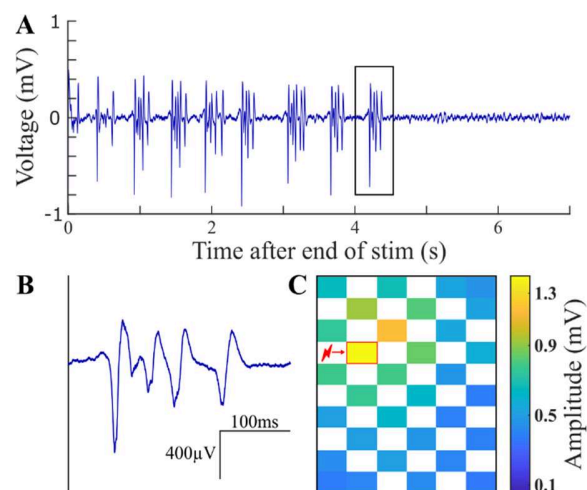 A
1
0
-1
Voltage (mV)
0
2
4
6
Time after end of stim (s)
B
100ms
400µV
C
1.3
0.9
0.5
0.1
Amplitude (mV)